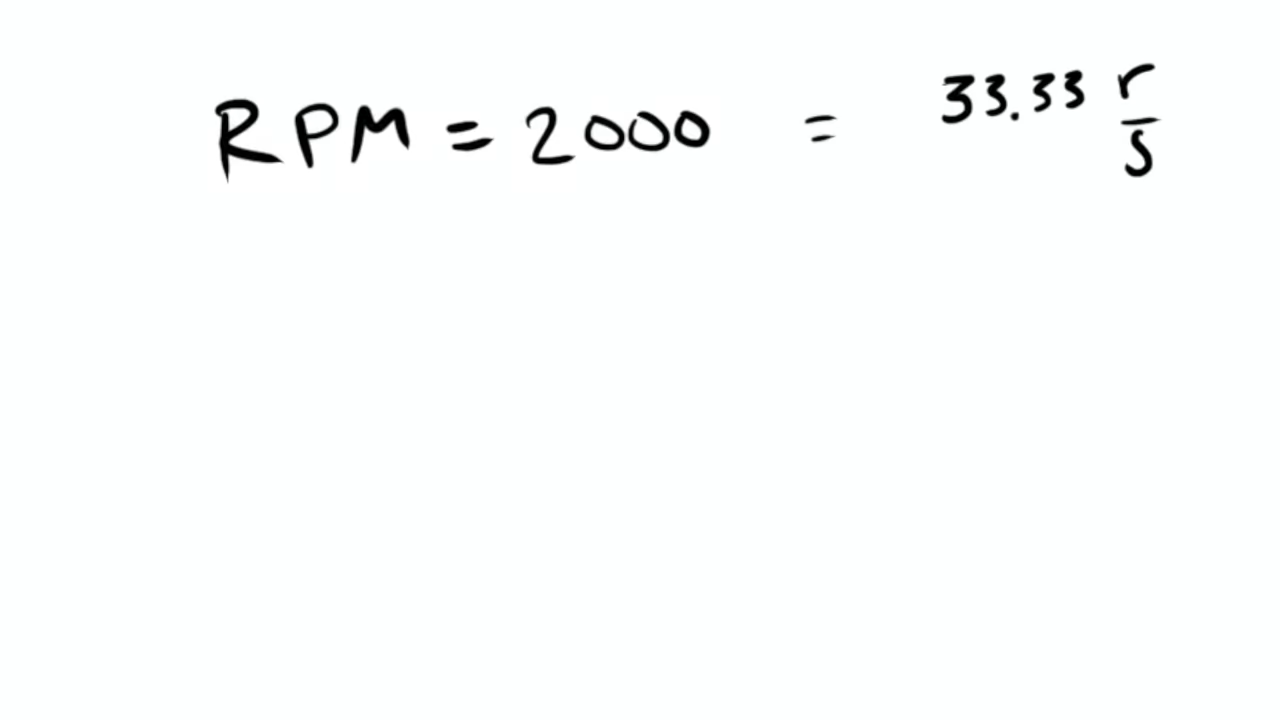 RPM = 2000 = 33.33 r/s